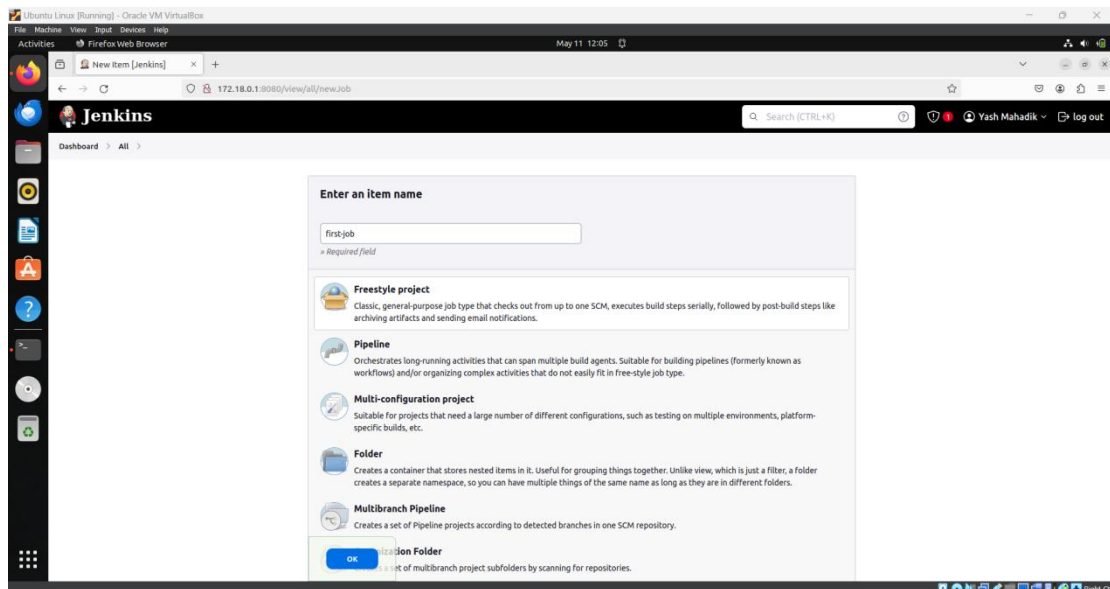 Ubuntu Linux [Running] - Oracle VM VirtualBox
File Machine View Input Devices Help
Activities Firefox Web Browser May 11 12:05
New Item [Jenkins]
172.18.0.1:8080/view/all/newJob
Jenkins Search (CTRL+K) 1 Yash Mahadik log out
Dashboard > All >
Enter an item name
first-job
» Required field
Freestyle project
Classic, general-purpose job type that checks out from up to one SCM, executes build steps serially, followed by post-build steps like
archiving artifacts and sending email notifications.
Pipeline
Orchestrates long-running activities that can span multiple build agents. Suitable for building pipelines (formerly known as
workflows) and/or organizing complex activities that do not easily fit in free-style job type.
Multi-configuration project
Suitable for projects that need a large number of different configurations, such as testing on multiple environments, platform-
specific builds, etc.
Folder
Creates a container that stores nested items in it. Useful for grouping things together. Unlike view, which is just a filter, a folder
creates a separate namespace, so you can have multiple things of the same name as long as they are in different folders.
Multibranch Pipeline
Creates a set of Pipeline projects according to detected branches in one SCM repository.
Folder
OK
set of multibranch project subfolders by scanning for repositories.